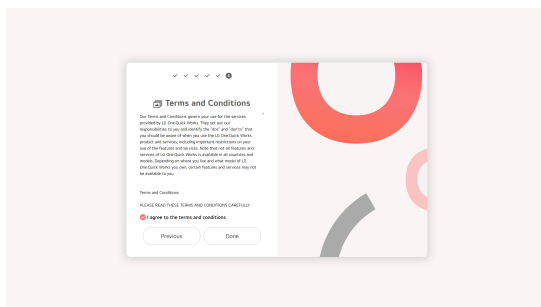 6
Terms and Conditions
Our Terms and Conditions govern your use for the services
provided by LG OneQuick Works. They set out our
responsibilities to you and identify the "dos" and "don'ts" that
you should be aware of when you use the LG OneQuick Works
product and services, including important restrictions on your
use of the features and services. Note that not all features and
services of LG OneQuick Works is available in all countries and
models. Depending on where you live and what model of LG
OneQuick Works you own, certain features and services may not
be available to you.
Terms and Conditions
PLEASE READ THESE TERMS AND CONDITIONS CAREFULLY
I agree to the terms and conditions
Previous
Done